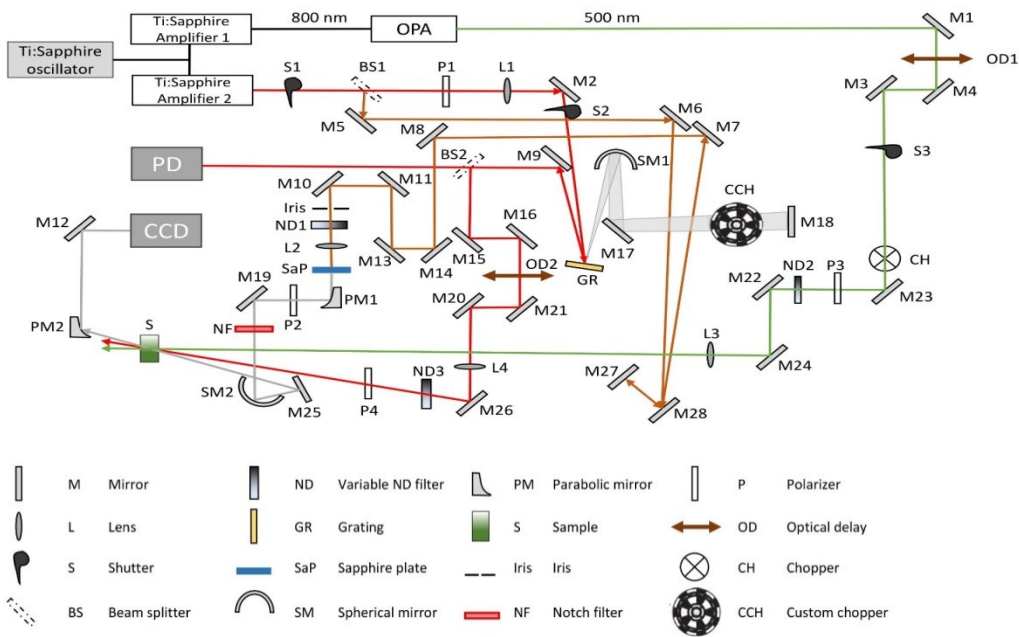 Ti:Sapphire
Amplifier 1
800 nm
OPA
500 nm
M1
Ti:Sapphire
oscillator
OD1
Ti:Sapphire
Amplifier 2
S1
BS1
P1
L1
M2
M3
M4
M5
M8
S2
M6
M7
PD
BS2
M9
SM1
S3
M10
M11
CCH
M12
CCD
Iris
ND1
L2
M13
M14
M15
M16
M17
M18
SaP
OD2
GR
CH
M19
PM1
M20
M21
M22
ND2
P3
M23
PM2
S
NF
P2
L3
M24
SM2
M25
P4
ND3
L4
M26
M27
M28
M Mirror ND Variable ND filter PM Parabolic mirror P Polarizer
L Lens GR Grating S Sample OD Optical delay
S Shutter SaP Sapphire plate Iris Iris CH Chopper
BS Beam splitter SM Spherical mirror NF Notch filter CCH Custom chopper